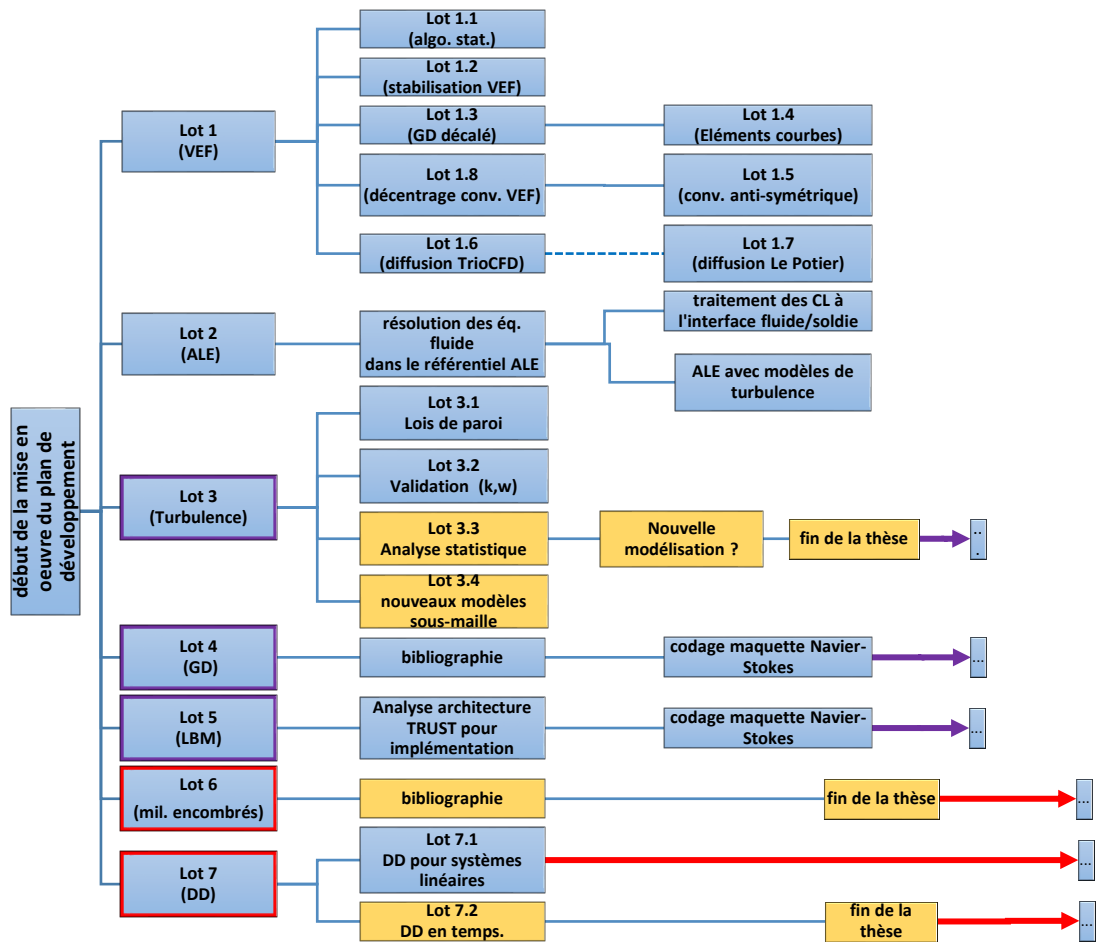 début de la mise en
oeuvre du plan de
développement
Lot 1
(VEF)
Lot 1.1
(algo. stat.)
Lot 1.2
(stabilisation VEF)
Lot 1.3
(GD décalé)
Lot 1.4
(Eléments courbes)
Lot 1.8
(décentrage conv. VEF)
Lot 1.5
(conv. anti-symétrique)
Lot 1.6
(diffusion TrioCFD)
Lot 1.7
(diffusion Le Potier)
Lot 2
(ALE)
résolution des éq.
fluide
dans le référentiel ALE
traitement des CL à
l'interface fluide/soldie
ALE avec modèles de
turbulence
Lot 3
(Turbulence)
Lot 3.1
Lois de paroi
Lot 3.2
Validation (k,w)
Lot 3.3
Analyse statistique
Nouvelle
modélisation ?
fin de la thèse
..
.
Lot 3.4
nouveaux modèles
sous-maille
Lot 4
(GD)
bibliographie
codage maquette Navier-
Stokes
...
Lot 5
(LBM)
Analyse architecture
TRUST pour
implémentation
codage maquette Navier-
Stokes
...
Lot 6
(mil. encombrés)
bibliographie
fin de la thèse
...
Lot 7
(DD)
Lot 7.1
DD pour systèmes
linéaires
...
Lot 7.2
DD en temps.
fin de la
thèse
...